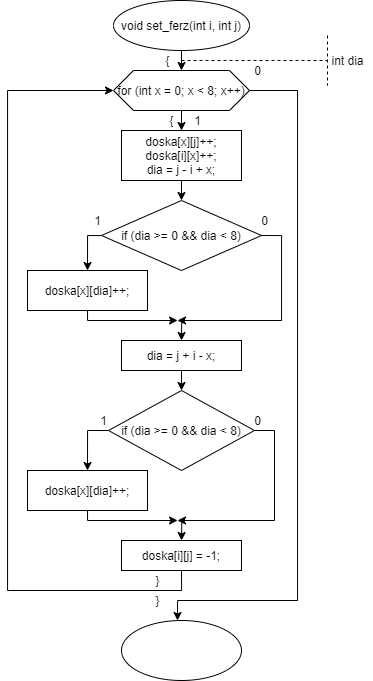 void set_ferz(int i, int j)
{
int dia
0
for (int x = 0; x < 8; x++)
{ 1
doska[x][j]++;
doska[i][x]++;
dia = j - i + x;
1
0
if (dia >= 0 && dia < 8)
doska[x][dia]++;
dia = j + i - x;
1
0
if (dia >= 0 && dia < 8)
doska[x][dia]++;
doska[i][j] = -1;
}
}